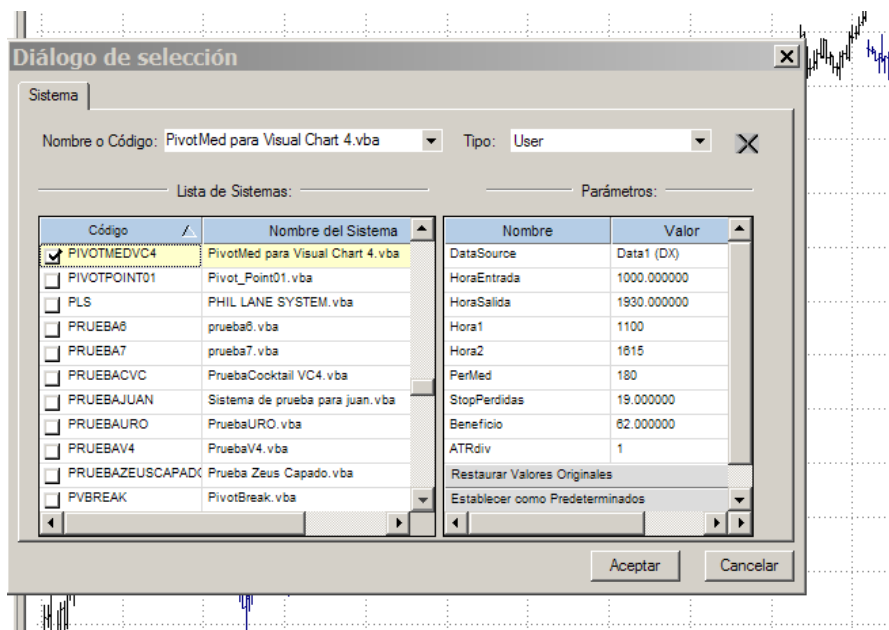 Diálogo de selección
Sistema
Nombre o Código: PivotMed para Visual Chart 4.vba Tipo: User
Lista de Sistemas: Parámetros:
Código Nombre del Sistema Nombre Valor
PIVOTMEDVC4 PivotMed para Visual Chart 4.vba DataSource Data1 (DX)
PIVOTPOINT01 Pivot_Point01.vba HoraEntrada 1000.000000
PLS PHIL LANE SYSTEM.vba HoraSalida 1930.000000
PRUEBA6 prueba6.vba Hora1 1100
PRUEBA7 prueba7.vba Hora2 1615
PRUEBACVC PruebaCocktail VC4.vba PerMed 180
PRUEBAJUAN Sistema de prueba para juan.vba StopPerdidas 19.000000
PRUEBAURO PruebaURO.vba Beneficio 62.000000
PRUEBAV4 PruebaV4.vba ATRdiv 1
PRUEBAZEUSCAPADO Prueba Zeus Capado.vba Restaurar Valores Originales
PVBREAK PivotBreak.vba Establecer como Predeterminados
Aceptar Cancelar